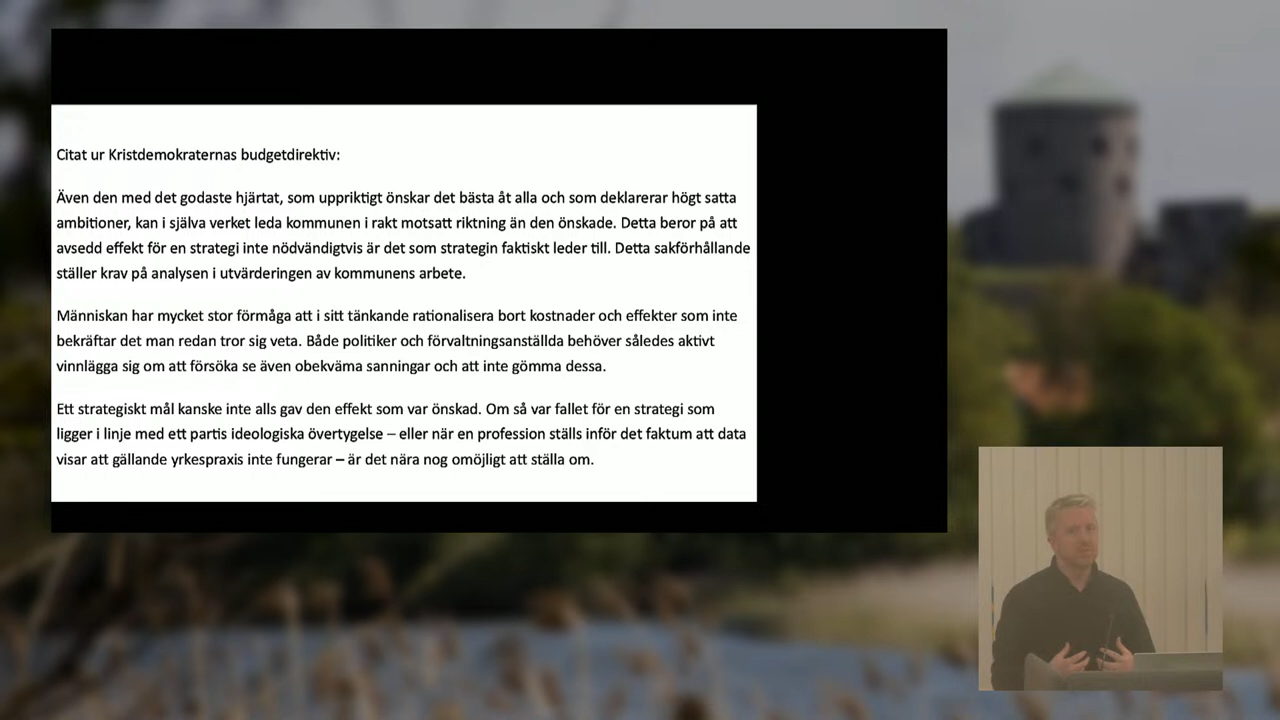 Citat ur Kristdemokraternas budgetdirektiv:
Även den med det godaste hjärtat, som uppriktigt önskar det bästa åt alla och som deklarerar högt satta
ambitioner, kan i själva verket leda kommunen i rakt motsatt riktning än den önskade. Detta beror på att
avsedd effekt för en strategi inte nödvändigtvis är det som strategin faktiskt leder till. Detta sakförhållande
ställer krav på analysen i utvärderingen av kommunens arbete.
Människan har mycket stor förmåga att i sitt tänkande rationalisera bort kostnader och effekter som inte
bekräftar det man redan tror sig veta. Både politiker och förvaltningsanställda behöver således aktivt
vinnlägga sig om att försöka se även obekväma sanningar och att inte gömma dessa.
Ett strategiskt mål kanske inte alls gav den effekt som var önskad. Om så var fallet för en strategi som
ligger i linje med ett partis ideologiska övertygelse – eller när en profession ställs inför det faktum att data
visar att gällande yrkespraxis inte fungerar – är det nära nog omöjligt att ställa om.